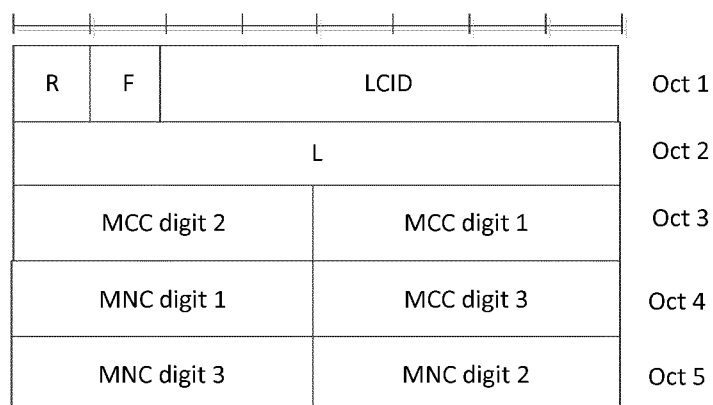 R F LCID Oct 1
L Oct 2
MCC digit 2 MCC digit 1 Oct 3
MNC digit 1 MCC digit 3 Oct 4
MNC digit 3 MNC digit 2 Oct 5